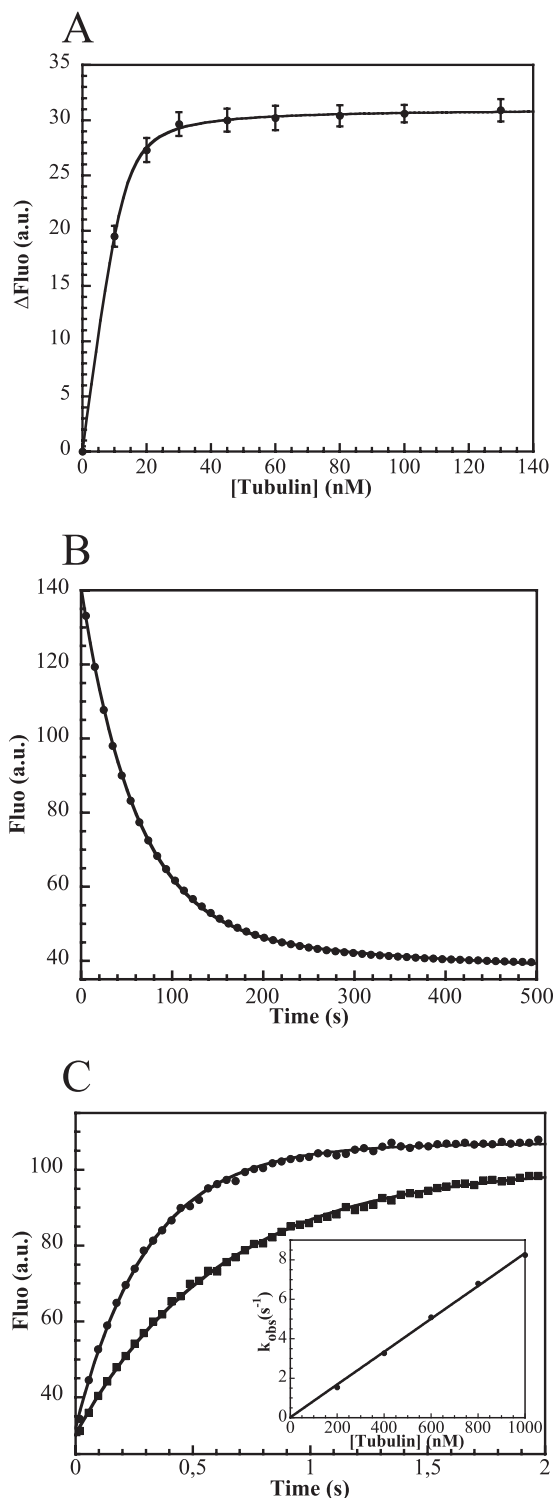 A
35
30
25
20
15
10
5
0
ΔFluo (a.u.)
0 20 40 60 80 100 120 140
[Tubulin] (nM)
B
140
120
100
80
60
40
Fluo (a.u.)
0 100 200 300 400 500
Time (s)
C
100
80
60
40
Fluo (a.u.)
8
6
4
2
0
kobs(s-1)
0 200 400 600 800 1000
[Tubulin] (nM)
0 0,5 1 1,5 2
Time (s)